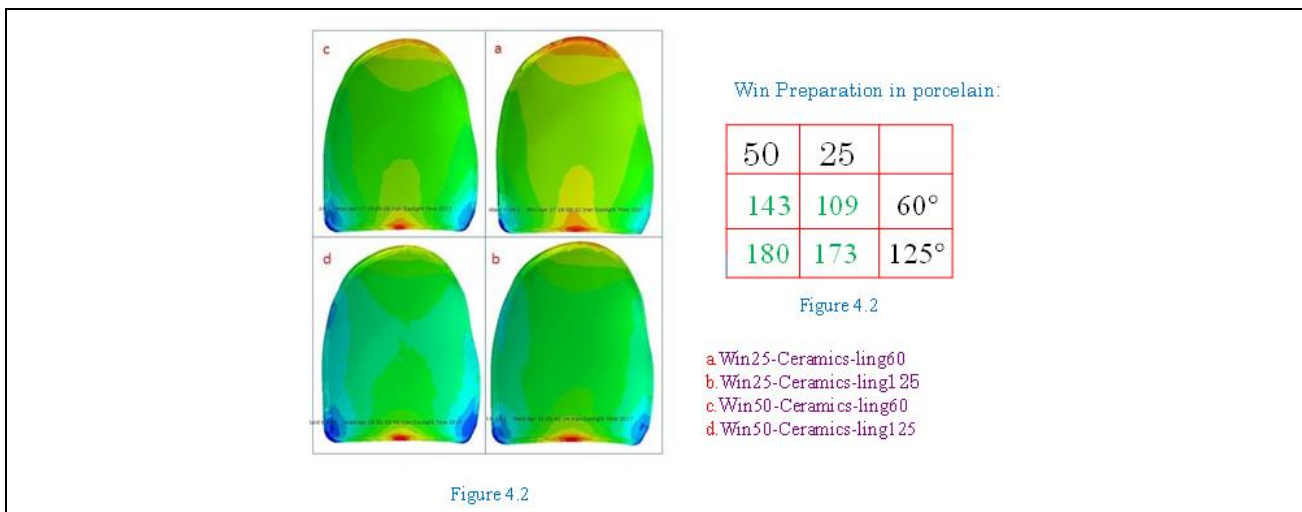 c
a
d
b
Figure 4.2
Win Preparation in porcelain:
50 25
143 109 60°
180 173 125°
Figure 4.2
a.Win25-Ceramics-ling60
b.Win25-Ceramics-ling125
c.Win50-Ceramics-ling60
d.Win50-Ceramics-ling125